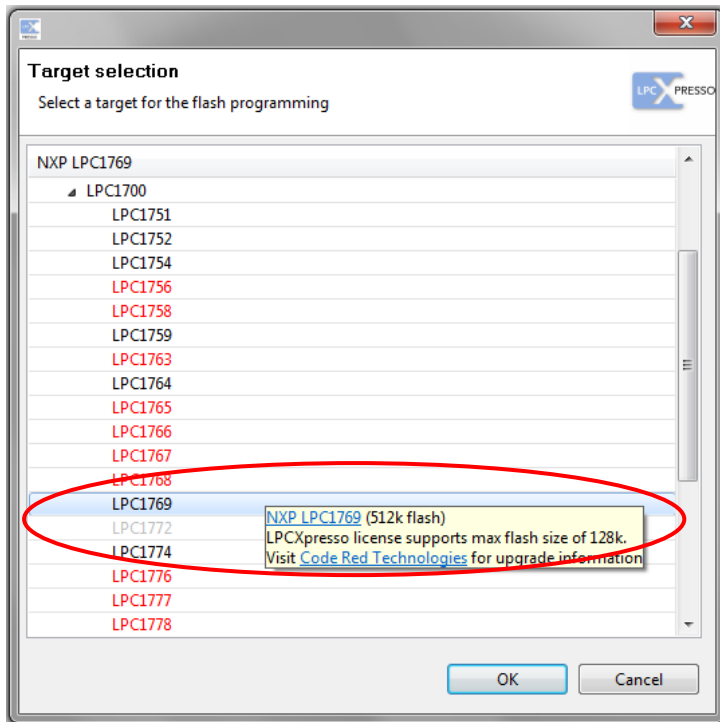 Target selection
Select a target for the flash programming
LPC XPRESSO
NXP LPC1769
LPC1700
LPC1751
LPC1752
LPC1754
LPC1756
LPC1758
LPC1759
LPC1763
LPC1764
LPC1765
LPC1766
LPC1767
LPC1768
LPC1769
NXP LPC1769 (512k flash)
LPC1772
LPCXpresso license supports max flash size of 128k.
LPC1774
Visit Code Red Technologies for upgrade information
LPC1776
LPC1777
LPC1778
OK Cancel